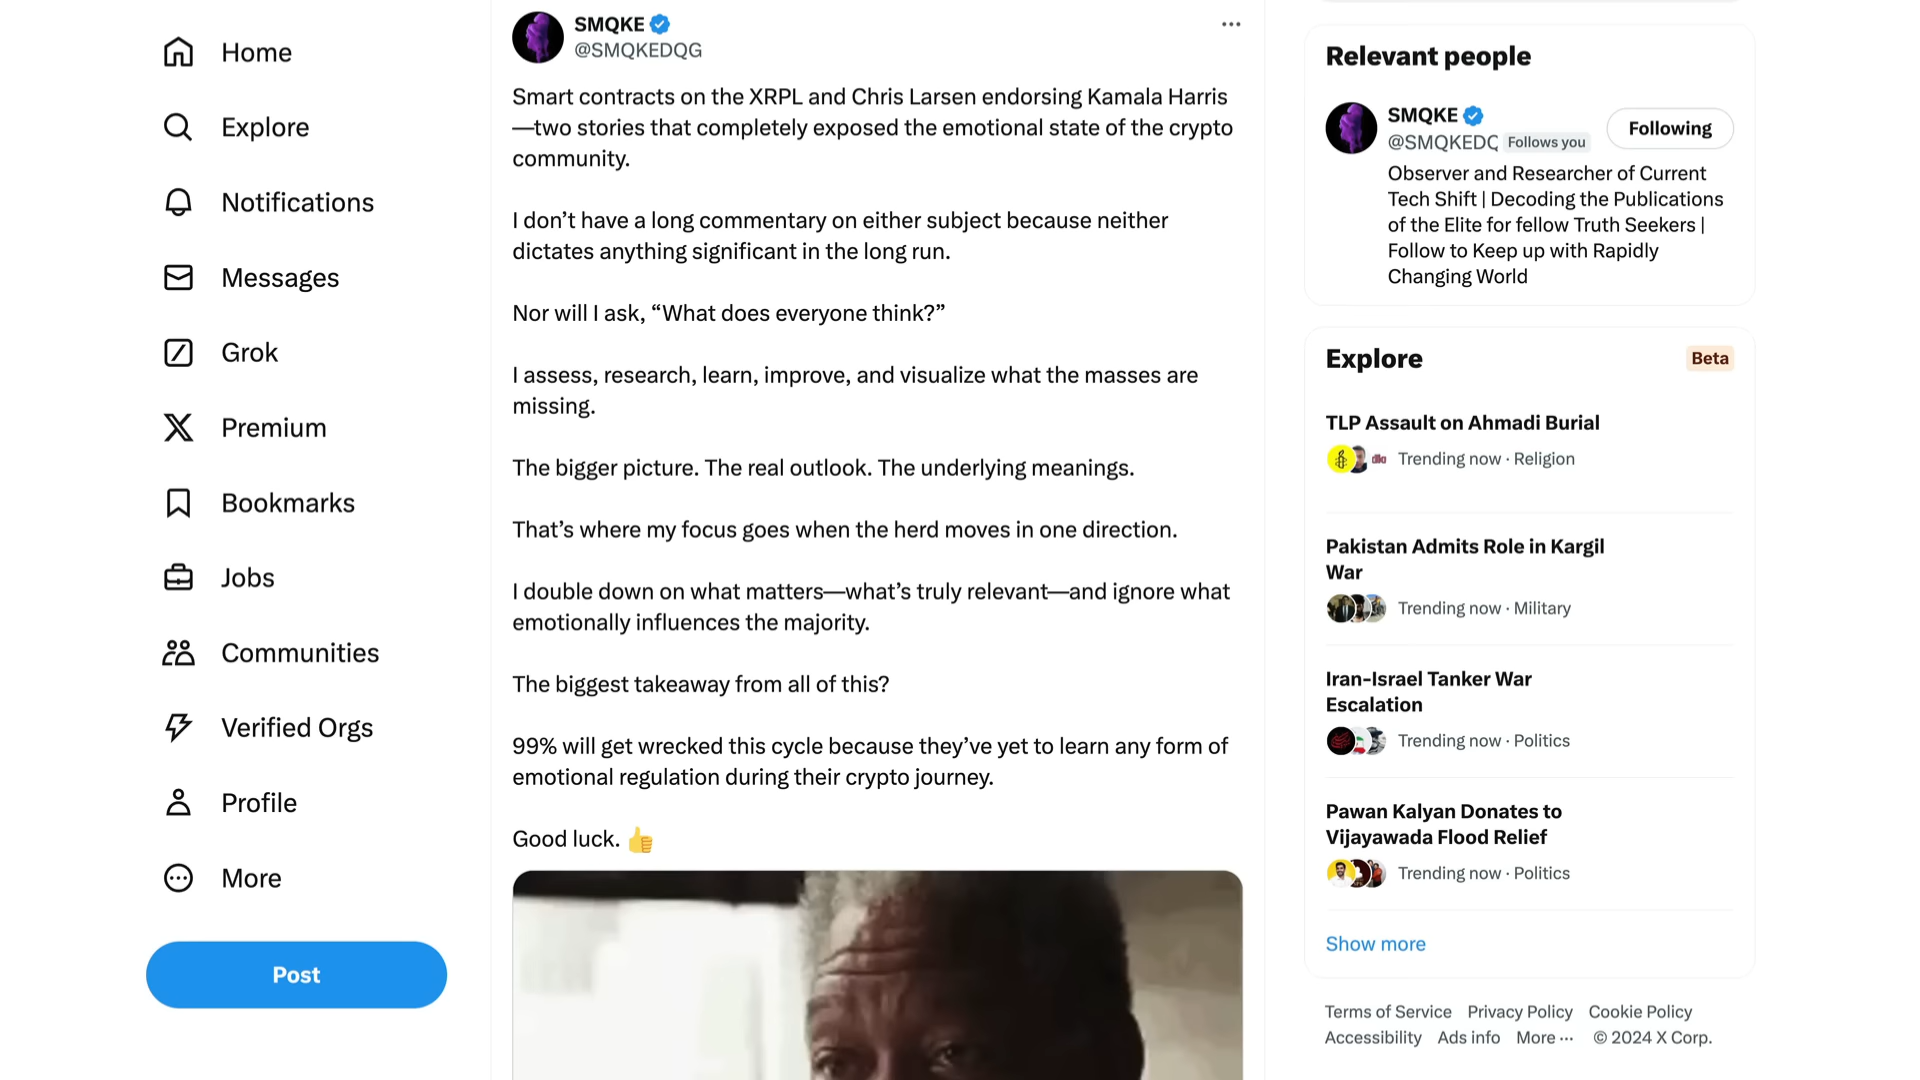 Home
Explore
Notifications
Messages
Grok
Premium
Bookmarks
Jobs
Communities
Verified Orgs
Profile
More
Post
SMQKE
@SMQKEDQG
Smart contracts on the XRPL and Chris Larsen endorsing Kamala Harris
—two stories that completely exposed the emotional state of the crypto
community.
I don’t have a long commentary on either subject because neither
dictates anything significant in the long run.
Nor will I ask, “What does everyone think?”
I assess, research, learn, improve, and visualize what the masses are
missing.
The bigger picture. The real outlook. The underlying meanings.
That’s where my focus goes when the herd moves in one direction.
I double down on what matters—what’s truly relevant—and ignore what
emotionally influences the majority.
The biggest takeaway from all of this?
99% will get wrecked this cycle because they’ve yet to learn any form of
emotional regulation during their crypto journey.
Good luck. 👍
Relevant people
SMQKE
@SMQKEDQ Follows you
Following
Observer and Researcher of Current
Tech Shift | Decoding the Publications
of the Elite for fellow Truth Seekers |
Follow to Keep up with Rapidly
Changing World
Explore
Beta
TLP Assault on Ahmadi Burial
Trending now · Religion
Pakistan Admits Role in Kargil
War
Trending now · Military
Iran-Israel Tanker War
Escalation
Trending now · Politics
Pawan Kalyan Donates to
Vijayawada Flood Relief
Trending now · Politics
Show more
Terms of Service Privacy Policy Cookie Policy
Accessibility Ads info More ··· © 2024 X Corp.